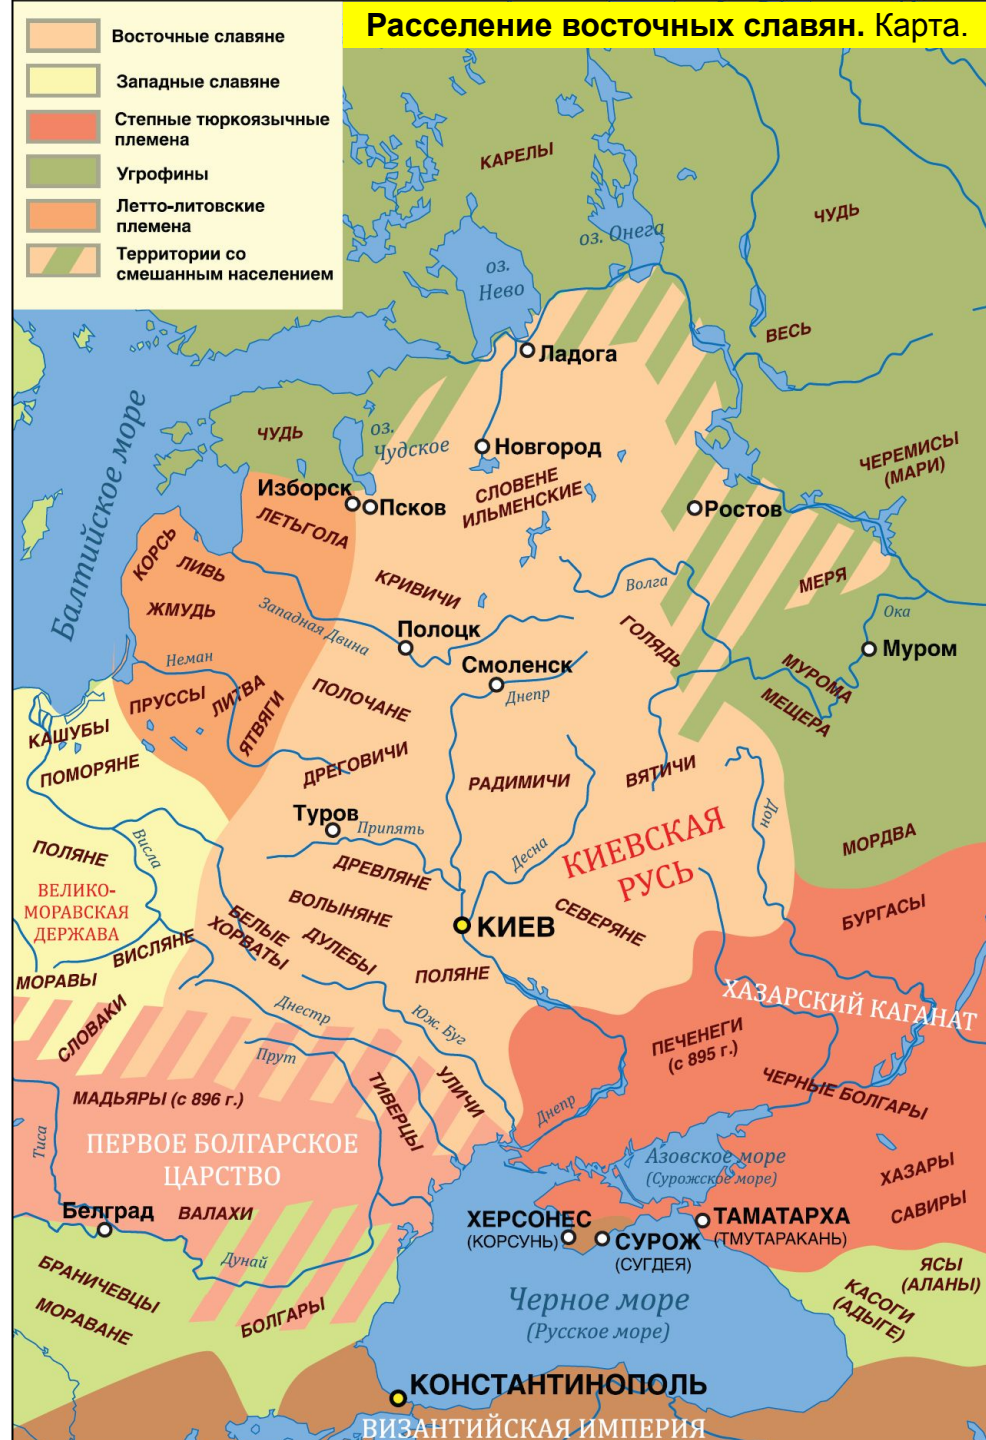 Расселение восточных славян. Карта.
Восточные славяне
Западные славяне
Степные тюркоязычные
племена
Угрофины
Летто-литовские
племена
Территории со
смешанным населением
КАРЕЛЫ
ЧУДЬ
оз. Онега
оз.
Нево
ВЕСЬ
Ладога
Балтийское море
ЧУДЬ
оз.
Чудское
Новгород
ЧЕРЕМИСЫ
(МАРИ)
СЛОВЕНЕ
ИЛЬМЕНСКИЕ
Изборск
Псков
Ростов
ЛЕТЬГОЛА
КОРСЬ
ЛИВЬ
ЖМУДЬ
КРИВИЧИ
Волга
МЕРЯ
Ока
Западная Двина
Полоцк
ГОЛЯДЬ
Муром
Неман
Смоленск
Днепр
МУРОМА
МЕЩЕРА
ПРУССЫ
ЛИТВА
ЯТВЯГИ
ПОЛОЧАНЕ
КАШУБЫ
ПОМОРЯНЕ
ДРЕГОВИЧИ
РАДИМИЧИ
ВЯТИЧИ
Туров
Припять
Дон
Висла
ПОЛЯНЕ
Десна
КИЕВСКАЯ
РУСЬ
МОРДВА
ДРЕВЛЯНЕ
ВЕЛИКО-
МОРАВСКАЯ
ДЕРЖАВА
ВОЛЫНЯНЕ
БЕЛЫЕ
ХОРВАТЫ
ДУЛЕБЫ
КИЕВ
СЕВЕРЯНЕ
БУРГАСЫ
ВИСЛЯНЕ
МОРАВЫ
ПОЛЯНЕ
ХАЗАРСКИЙ КАГАНАТ
СЛОВАКИ
Днестр
Юж. Буг
ПЕЧЕНЕГИ
(с 895 г.)
Прут
МАДЬЯРЫ (с 896 г.)
ТИВЕРЦЫ
УЛИЧИ
Днепр
ЧЕРНЫЕ БОЛГАРЫ
Тиса
ПЕРВОЕ БОЛГАРСКОЕ
ЦАРСТВО
Азовское море
(Сурожское море)
ХАЗАРЫ
САВИРЫ
Белград
ВАЛАХИ
ХЕРСОНЕС
(КОРСУНЬ)
СУРОЖ
(СУГДЕЯ)
ТАМАТАРХА
(ТМУТАРАКАНЬ)
Дунай
БРАНИЧЕВЦЫ
МОРАВАНЕ
БОЛГАРЫ
ЯСЫ
(АЛАНЫ)
КАСОГИ
(АДЫГЕ)
Черное море
(Русское море)
КОНСТАНТИНОПОЛЬ
ВИЗАНТИЙСКАЯ ИМПЕРИЯ